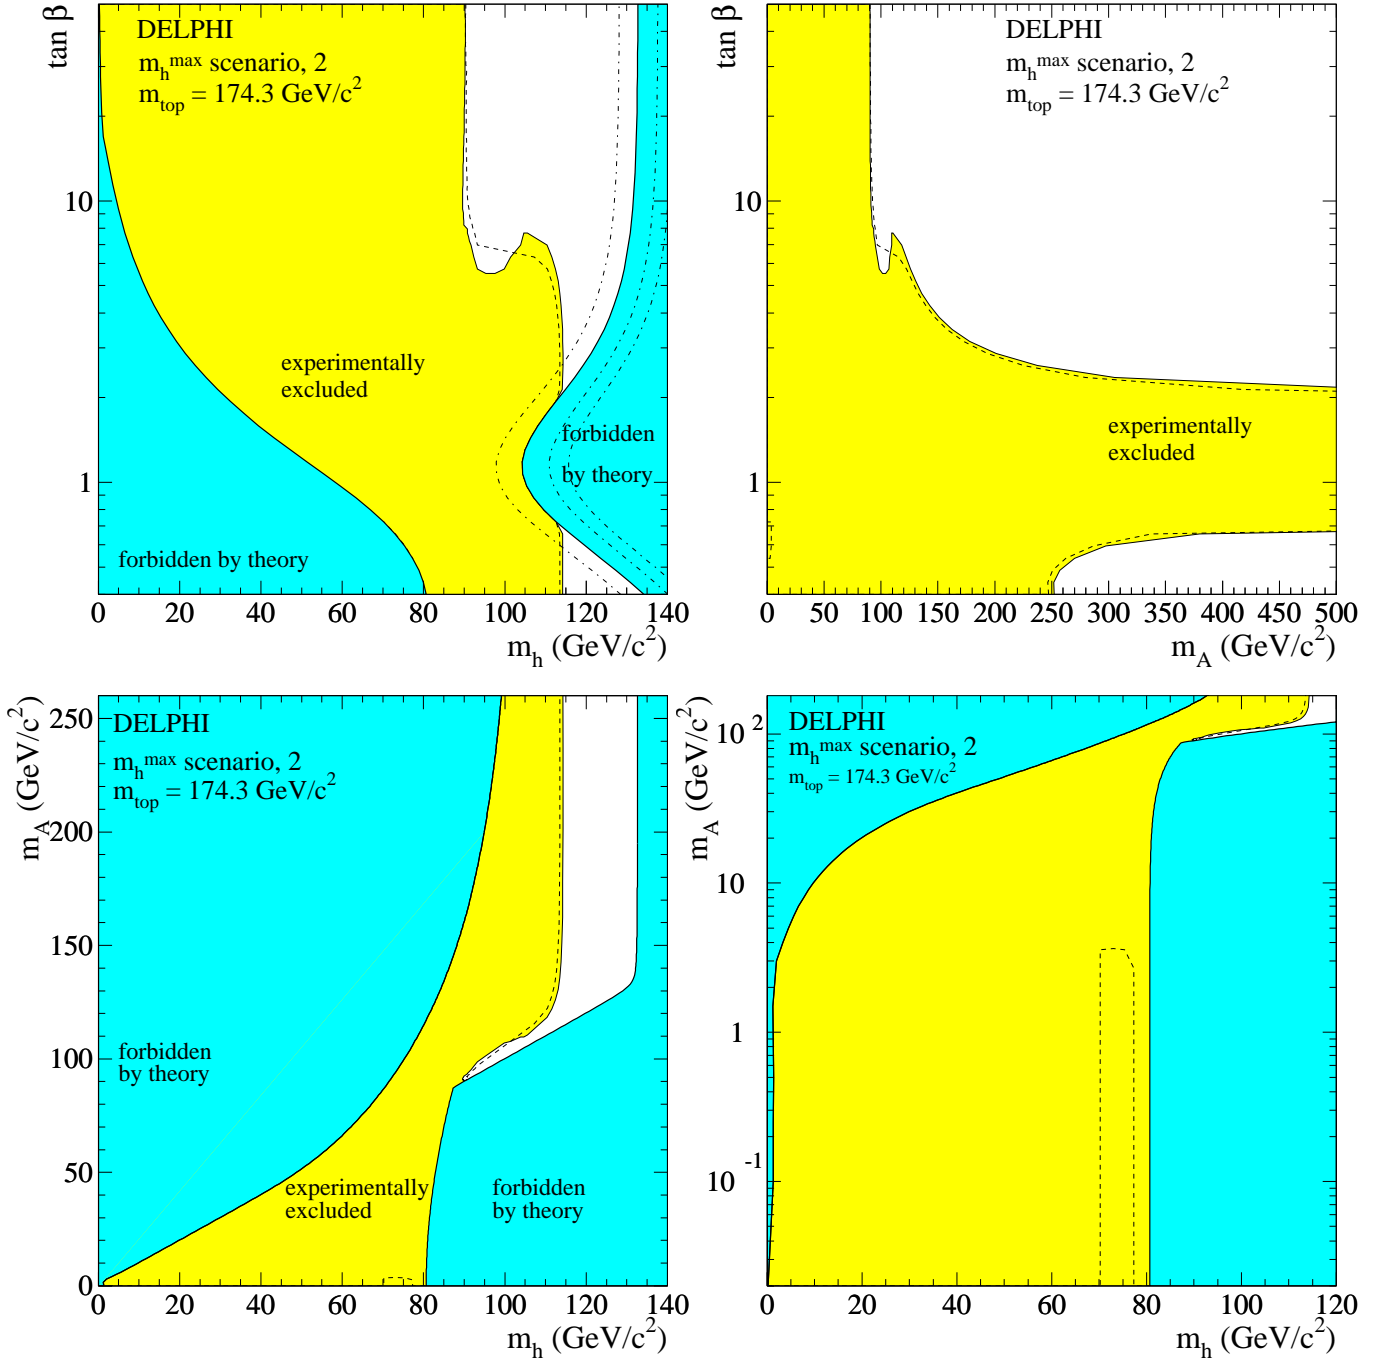 tan β
DELPHI
m_h^max scenario, 2
m_top = 174.3 GeV/c^2
10
1
experimentally
excluded
forbidden
by theory
forbidden by theory
0 20 40 60 80 100 120 140
m_h (GeV/c^2)
tan β
DELPHI
m_h^max scenario, 2
m_top = 174.3 GeV/c^2
10
1
experimentally
excluded
0 50 100 150 200 250 300 350 400 450 500
m_A (GeV/c^2)
m_A (GeV/c^2)
DELPHI
m_h^max scenario, 2
m_top = 174.3 GeV/c^2
250
200
150
100
50
0
forbidden
by theory
experimentally
excluded
forbidden
by theory
0 20 40 60 80 100 120 140
m_h (GeV/c^2)
m_A (GeV/c^2)
DELPHI
m_h^max scenario, 2
m_top = 174.3 GeV/c^2
10^2
10
1
10^-1
0 20 40 60 80 100 120
m_h (GeV/c^2)